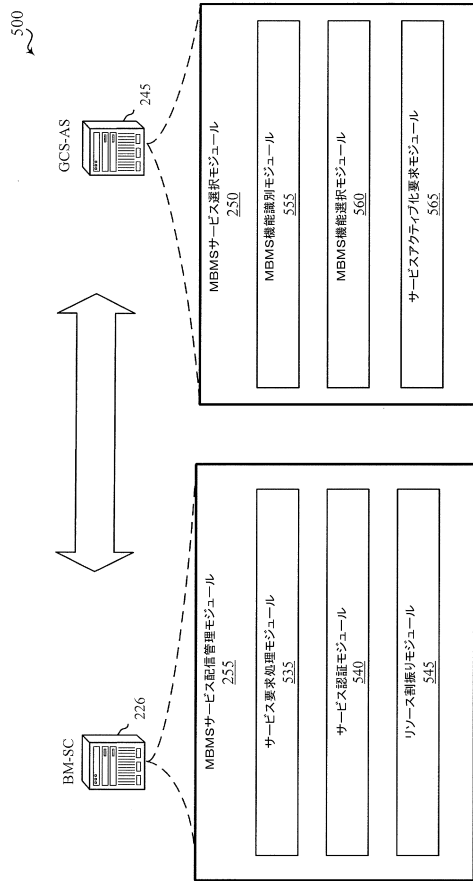 500
BM-SC
226
MBMSサービス配信管理モジュール
255
サービス要求処理モジュール
535
サービス認証モジュール
540
リソース割振りモジュール
545
GCS-AS
245
MBMSサービス選択モジュール
250
MBMS機能識別モジュール
555
MBMS機能選択モジュール
560
サービスアクティブ化要求モジュール
565